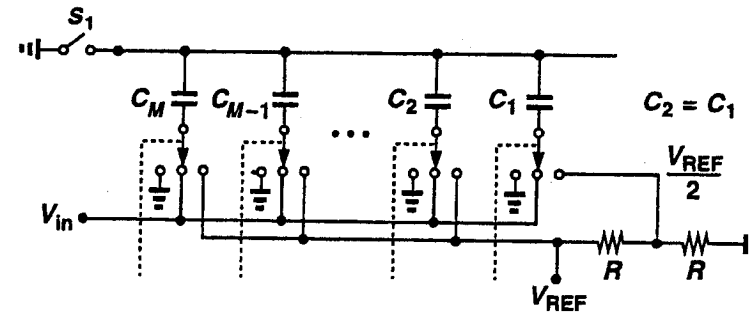 S1
CM
CM−1
C2
C1
C2 = C1
VREF
2
Vin
R
R
VREF